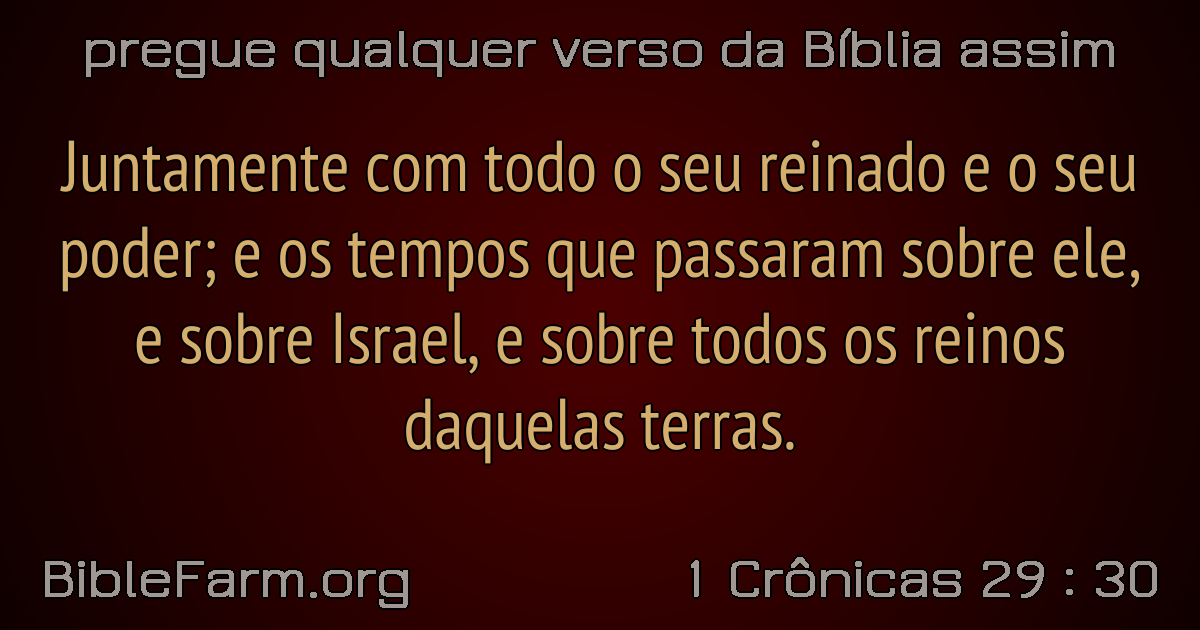 pregue qualquer verso da Bíblia assim
Juntamente com todo o seu reinado e o seu
poder; e os tempos que passaram sobre ele,
e sobre Israel, e sobre todos os reinos
daquelas terras.
BibleFarm.org
1 Crônicas 29 : 30